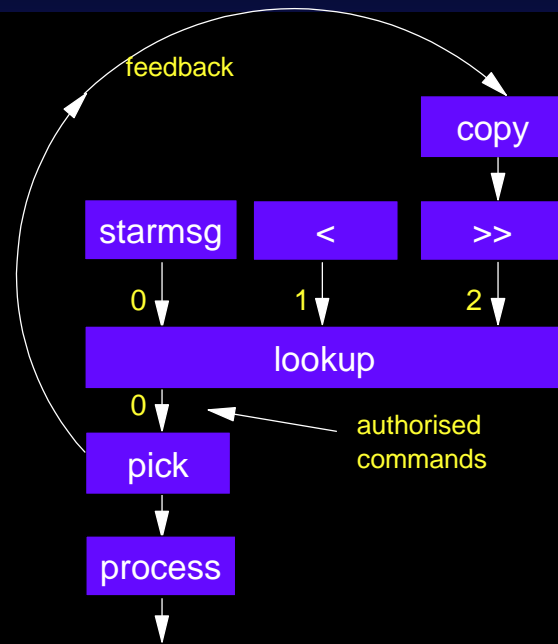 feedback
copy
starmsg < >>
0 1 2
lookup
0
authorised
commands
pick
process